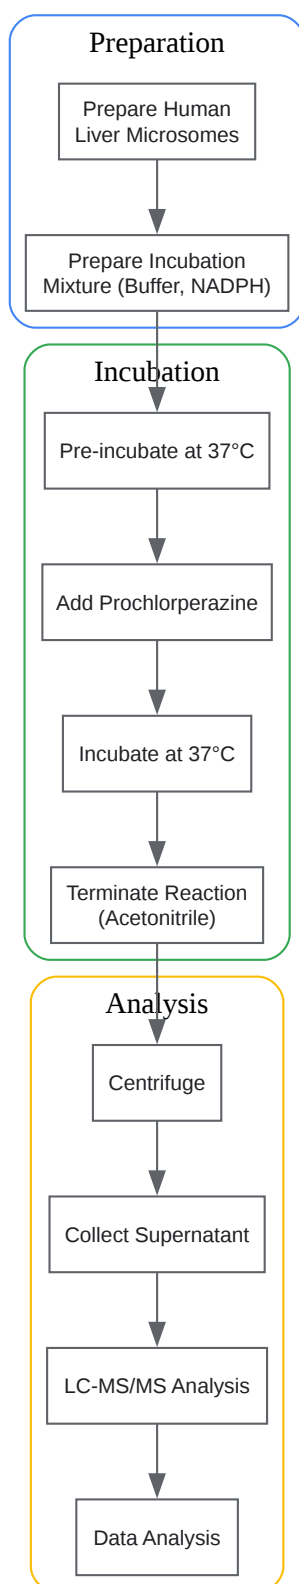 Preparation
Prepare Human
Liver Microsomes
Prepare Incubation
Mixture (Buffer, NADPH)
Incubation
Pre-incubate at 37°C
Add Prochlorperazine
Incubate at 37°C
Terminate Reaction
(Acetonitrile)
Analysis
Centrifuge
Collect Supernatant
LC-MS/MS Analysis
Data Analysis